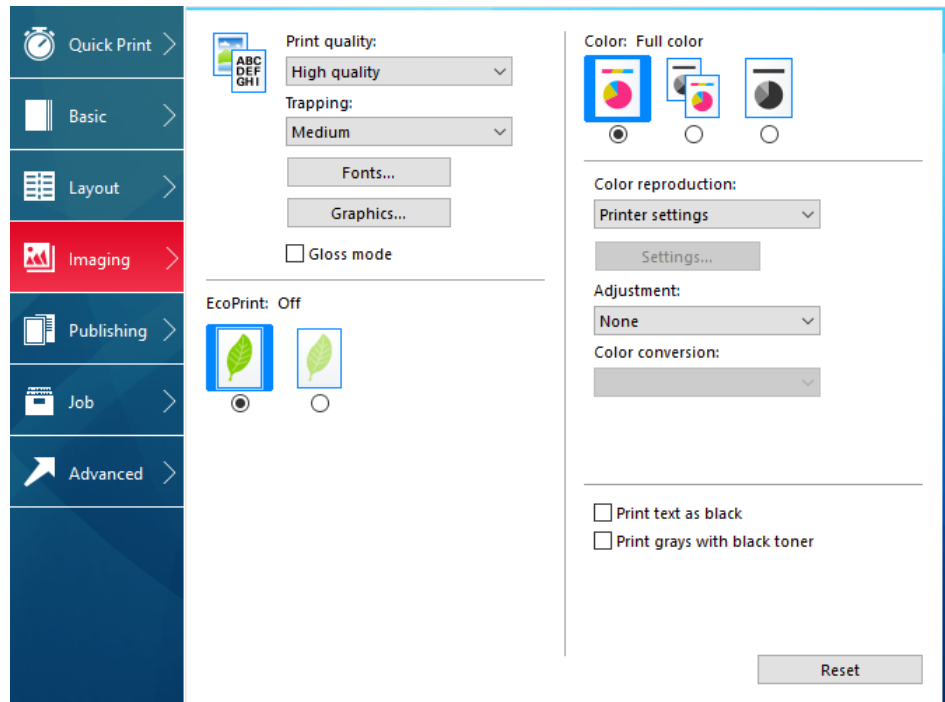 Quick Print
Basic
Layout
Imaging
Publishing
Job
Advanced
ABC
DEF
GHI
Print quality:
High quality
Trapping:
Medium
Fonts...
Graphics...
Gloss mode
EcoPrint: Off
Color: Full color
Color reproduction:
Printer settings
Settings...
Adjustment:
None
Color conversion:
Print text as black
Print grays with black toner
Reset